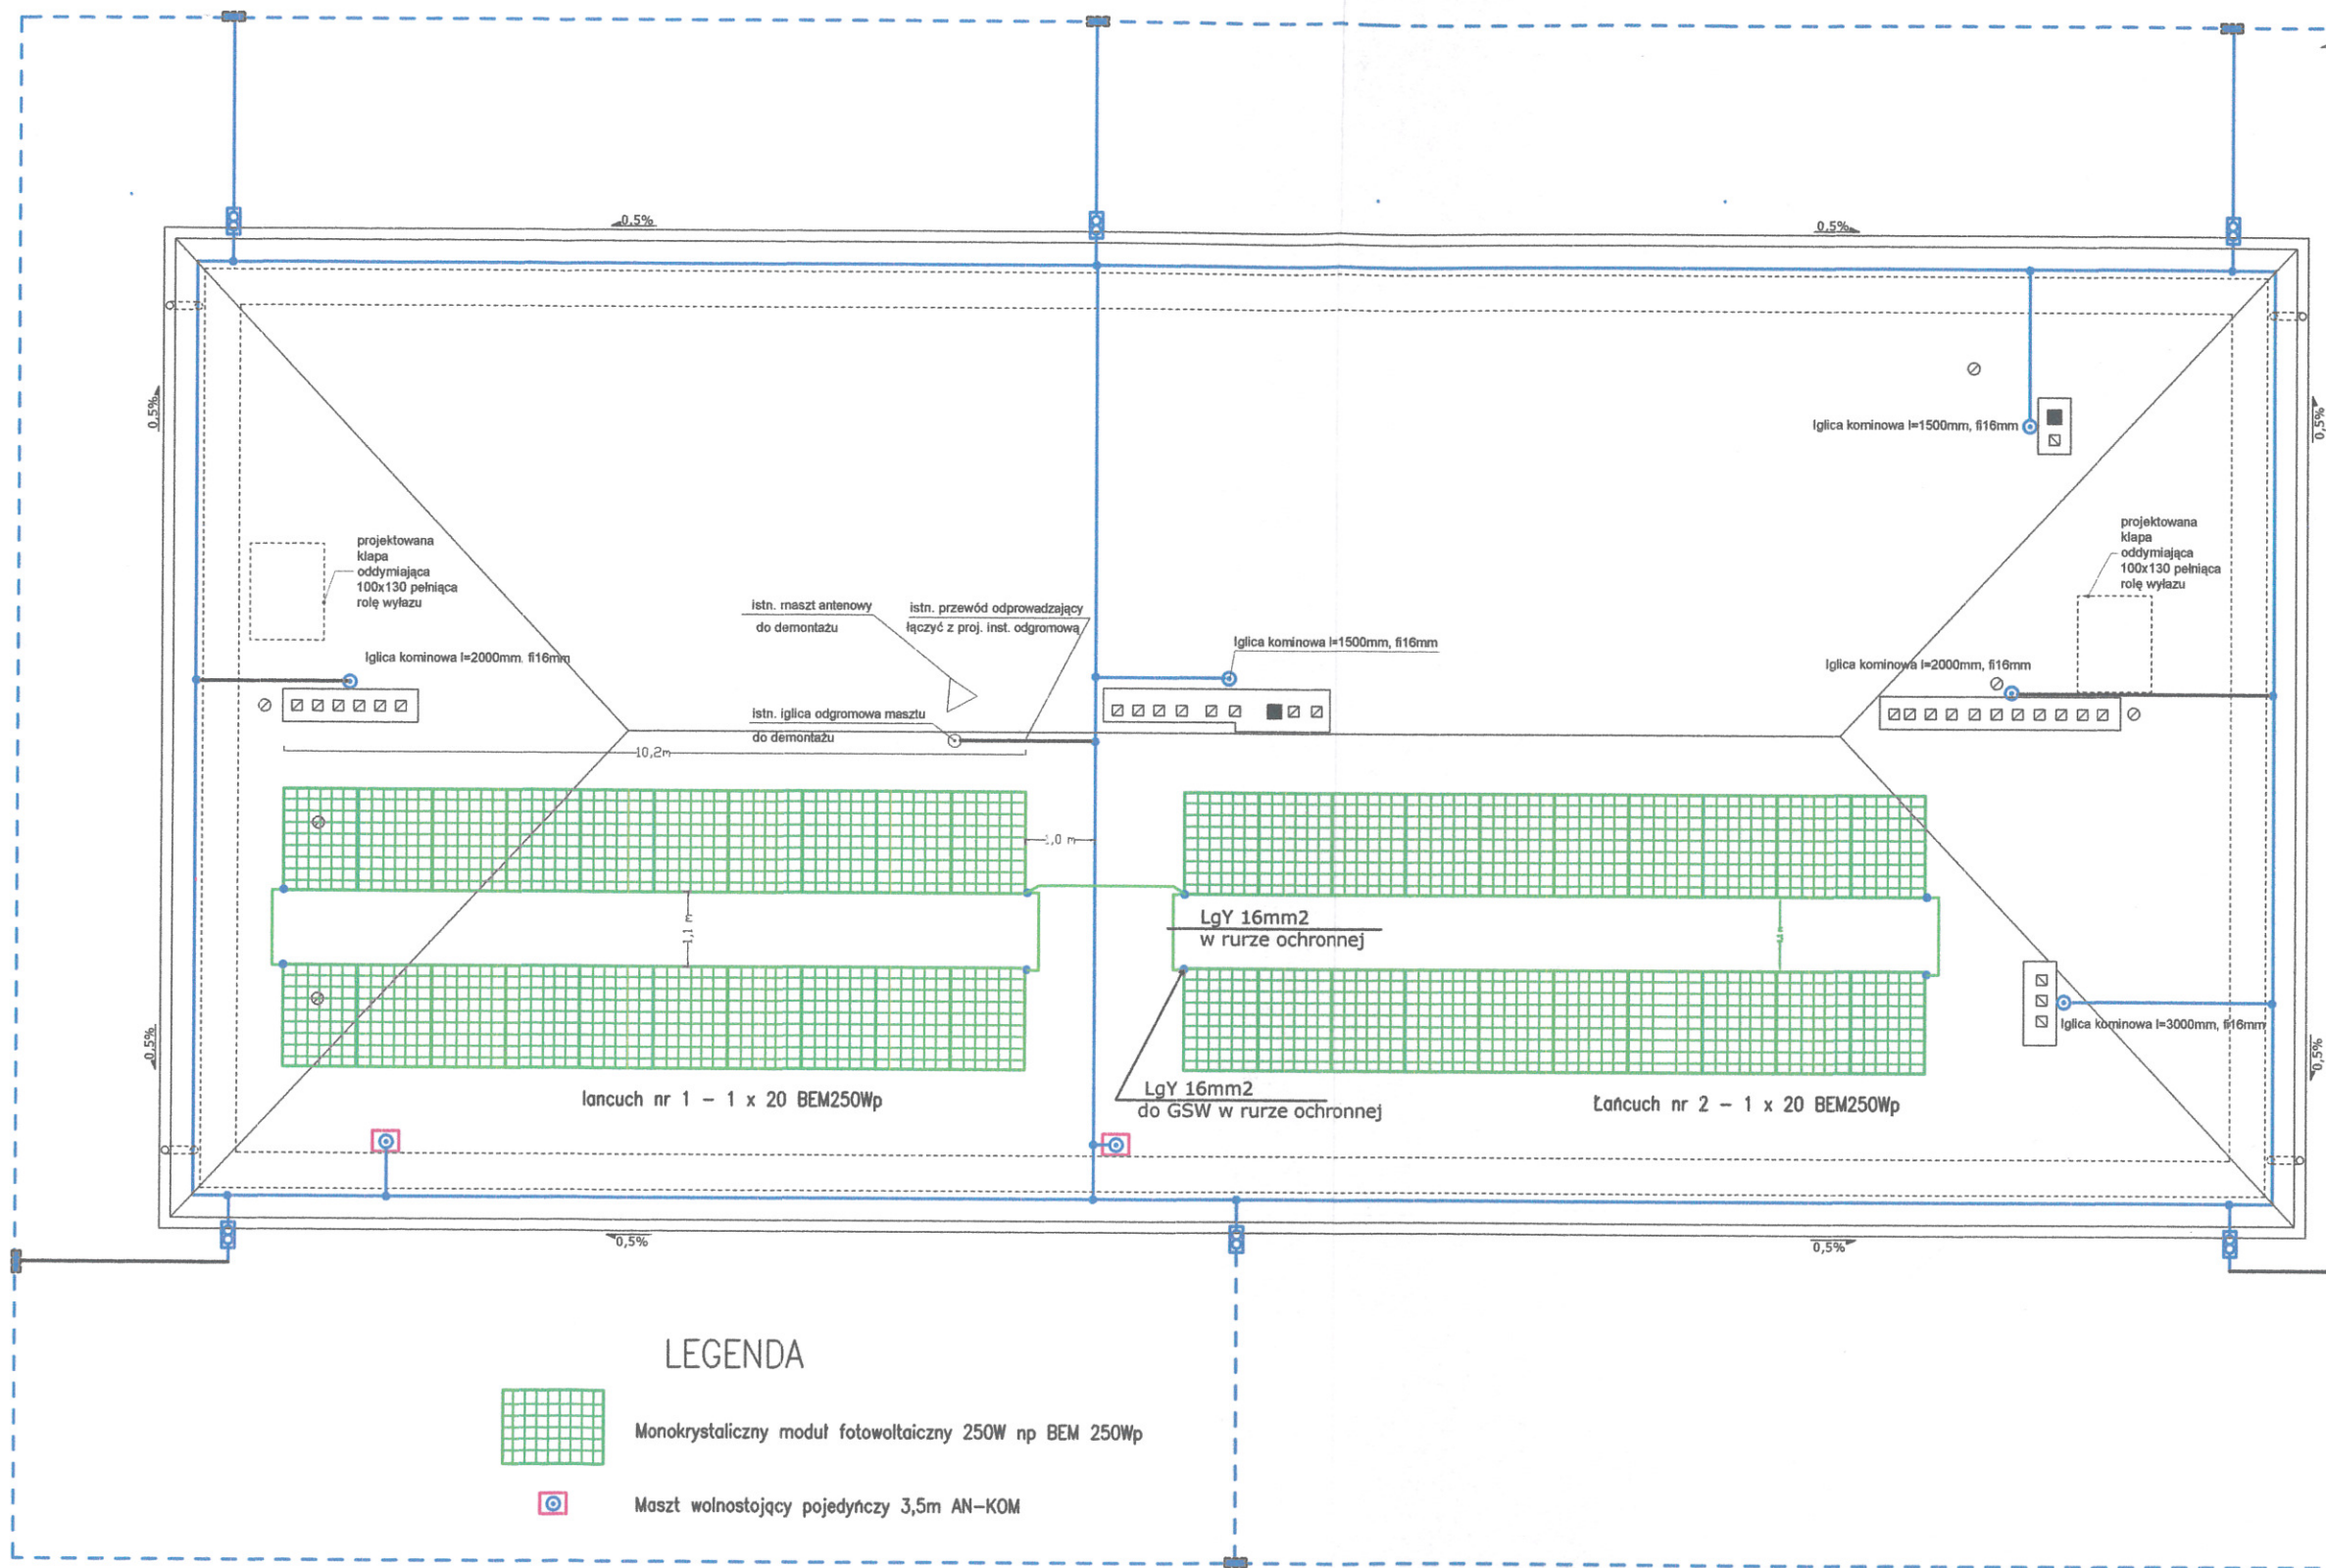 0,5%
0,5%
0,5%
0,5%
Iglica kominowa l=1500mm, fi16mm
projektowana
klapa
oddymiająca
100x130 pełniąca
rolę wyłazu
projektowana
klapa
oddymiająca
100x130 pełniąca
rolę wyłazu
istn. maszt antenowy
do demontażu
istn. przewód odprowadzający
łączyć z proj. inst. odgromową
Iglica kominowa l=1500mm, fi16mm
Iglica kominowa l=2000mm, fi16mm
Iglica kominowa l=2000mm, fi16mm
istn. iglica odgromowa masztu
do demontażu
10,2m
1,0 m
1,1 m
LgY 16mm2
w rurze ochronnej
Iglica kominowa l=3000mm, fi16mm
0,5%
0,5%
LgY 16mm2
do GSW w rurze ochronnej
lancuch nr 1 - 1 x 20 BEM250Wp
Łańcuch nr 2 - 1 x 20 BEM250Wp
0,5%
0,5%
LEGENDA
Monokrystaliczny moduł fotowoltaiczny 250W np BEM 250Wp
Maszt wolnostojący pojedyńczy 3,5m AN-KOM